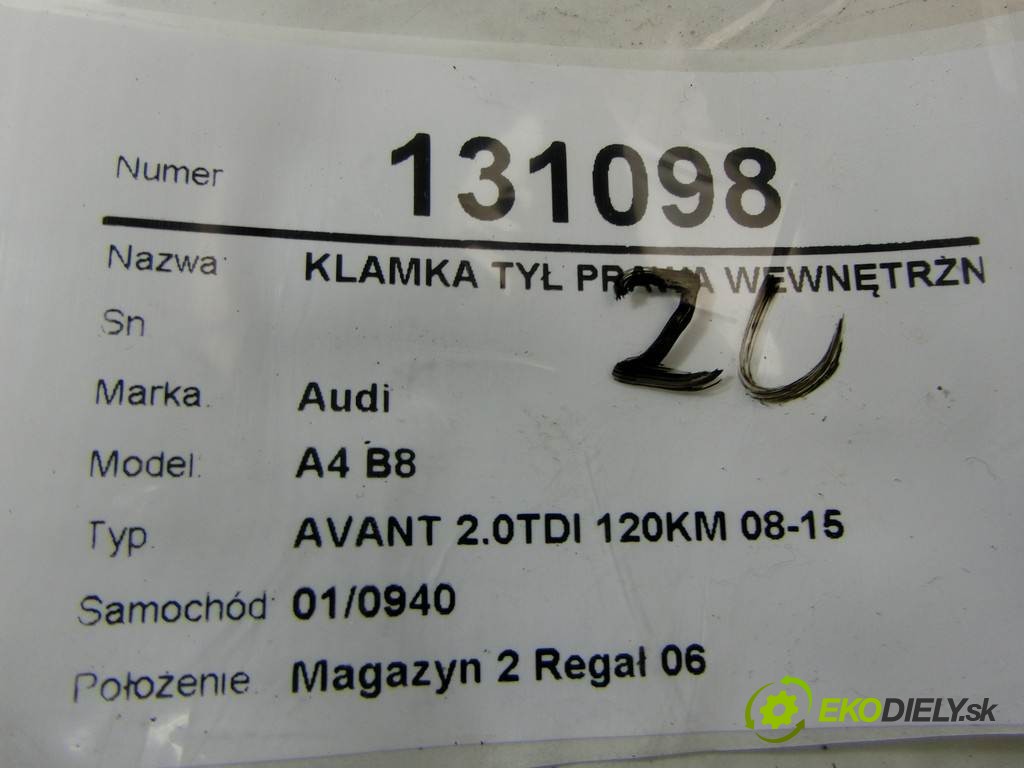 Numer 131098
Nazwa: KLAMKA TYŁ PRAWA WEWNĘTRZN
Sn
Marka: Audi
Model: A4 B8
Typ: AVANT 2.0TDI 120KM 08-15
Samochód 01/0940
Położenie: Magazyn 2 Regał 06
EKODIELY.sk